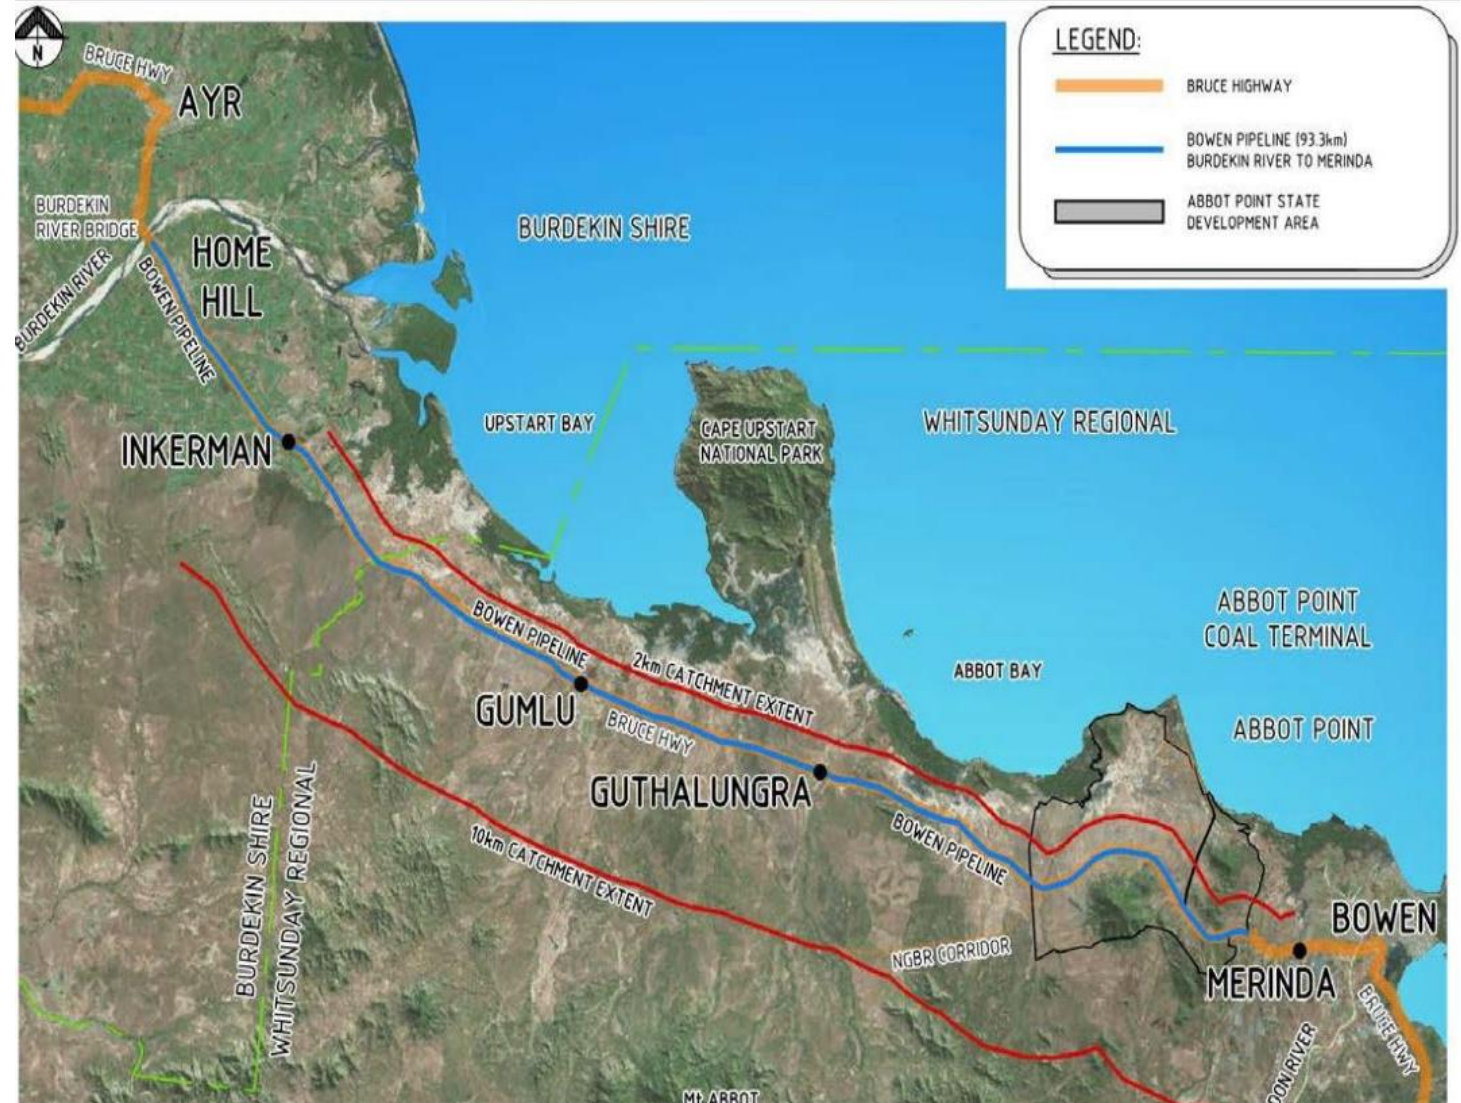 N
BRUCE HWY
AYR
LEGEND:
BRUCE HIGHWAY
BOWEN PIPELINE (93.3km)
BURDEKIN RIVER TO MERINDA
ABBOT POINT STATE
DEVELOPMENT AREA
BURDEKIN
RIVER BRIDGE
BURDEKIN SHIRE
HOME
HILL
BURDEKIN RIVER
BOWEN PIPELINE
UPSTART BAY
CAPE UPSTART
NATIONAL PARK
WHITSUNDAY REGIONAL
INKERMAN
ABBOT POINT
COAL TERMINAL
BOWEN PIPELINE
2km CATCHMENT EXTENT
ABBOT BAY
GUMLU
BRUCE HWY
ABBOT POINT
GUTHALUNGRA
BOWEN PIPELINE
10km CATCHMENT EXTENT
BURDEKIN SHIRE
WHITSUNDAY REGIONAL
NGBR CORRIDOR
BOWEN
MERINDA
BRUCE HWY
RIVER
Mt ABBOT